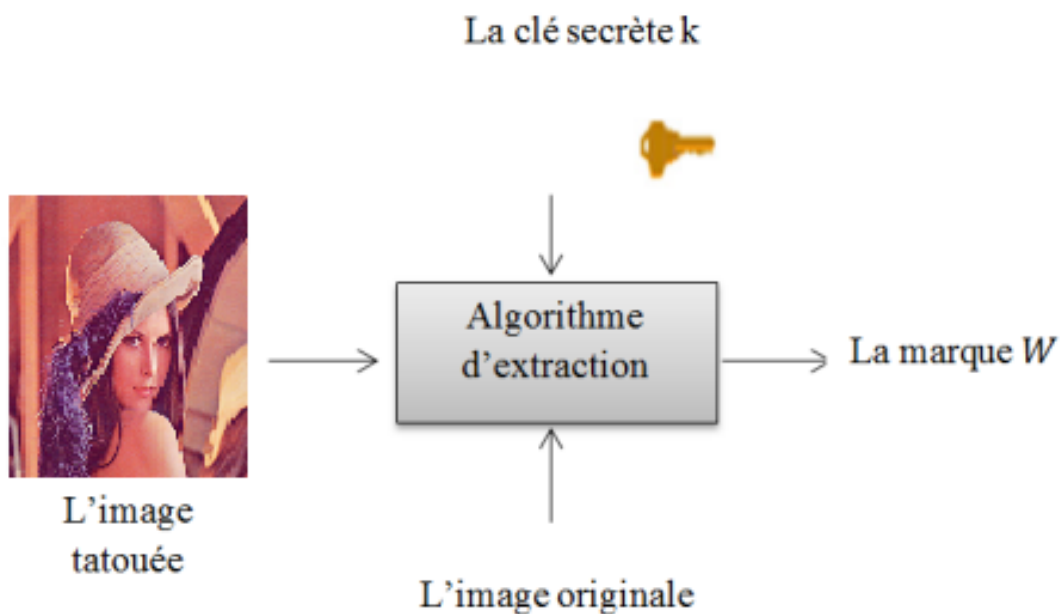 La clé secrète k
Algorithme
d’extraction
La marque W
L’image
tatouée
L’image originale